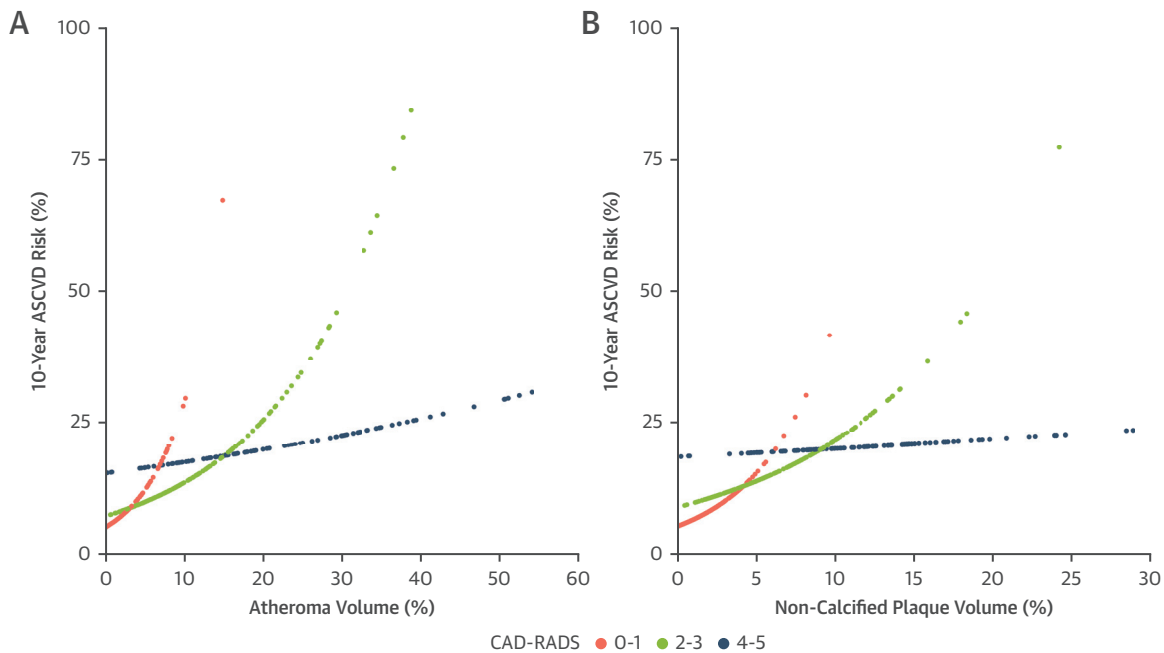 A
100
75
50
25
0
10-Year ASCVD Risk (%)
0 10 20 30 40 50 60
Atheroma Volume (%)
B
100
75
50
25
0
10-Year ASCVD Risk (%)
0 5 10 15 20 25 30
Non-Calcified Plaque Volume (%)
CAD-RADS 0-1 2-3 4-5